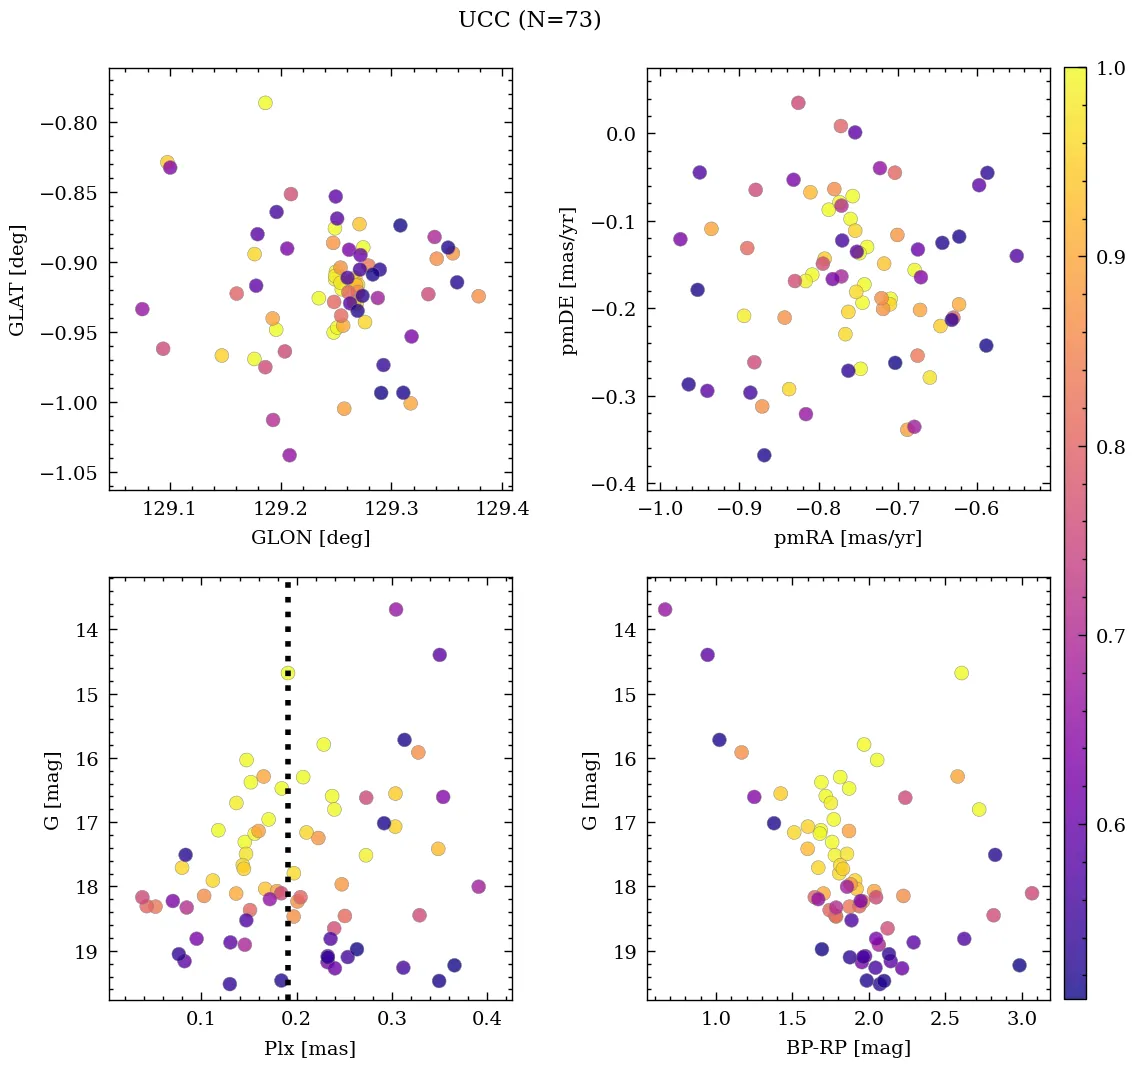 UCC (N=73)
−0.80
−0.85
−0.90
−0.95
−1.00
−1.05
GLAT [deg]
129.1 129.2 129.3 129.4
GLON [deg]
0.0
−0.1
−0.2
−0.3
−0.4
pmDE [mas/yr]
−1.0 −0.9 −0.8 −0.7 −0.6
pmRA [mas/yr]
1.0
0.9
0.8
0.7
0.6
14
15
16
17
18
19
G [mag]
0.1 0.2 0.3 0.4
Plx [mas]
14
15
16
17
18
19
G [mag]
1.0 1.5 2.0 2.5 3.0
BP-RP [mag]